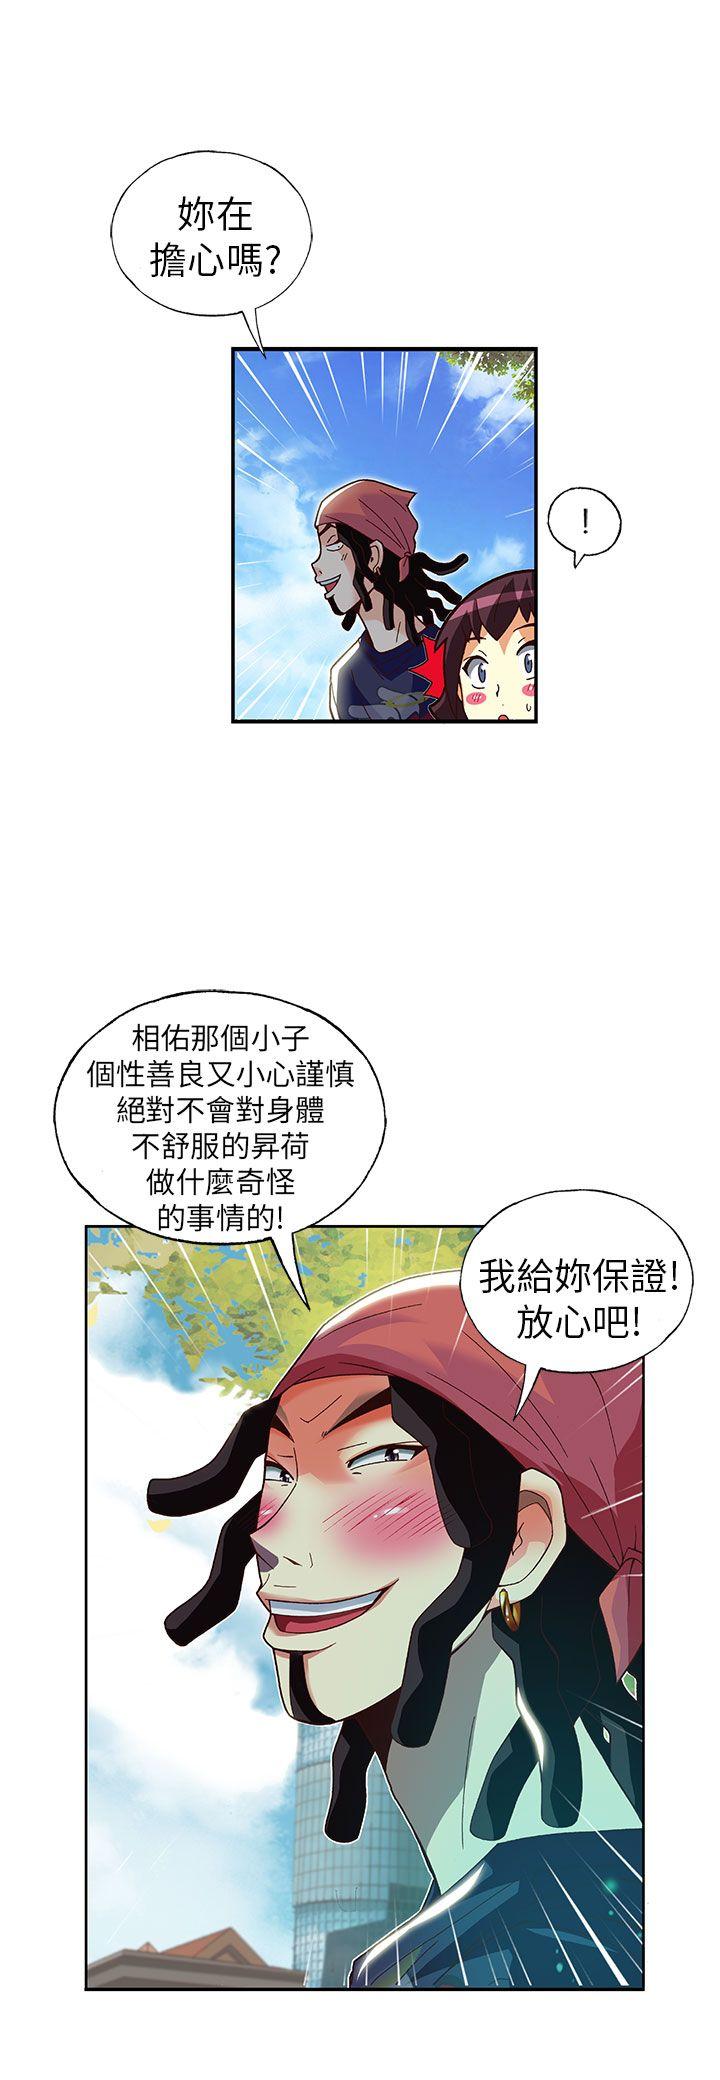 妳在
擔心嗎?
!
相佑那個小子
個性善良又小心謹慎
絕對不會對身體
不舒服的昇荷
做什麼奇怪
的事情的!
我給妳保證!
放心吧!